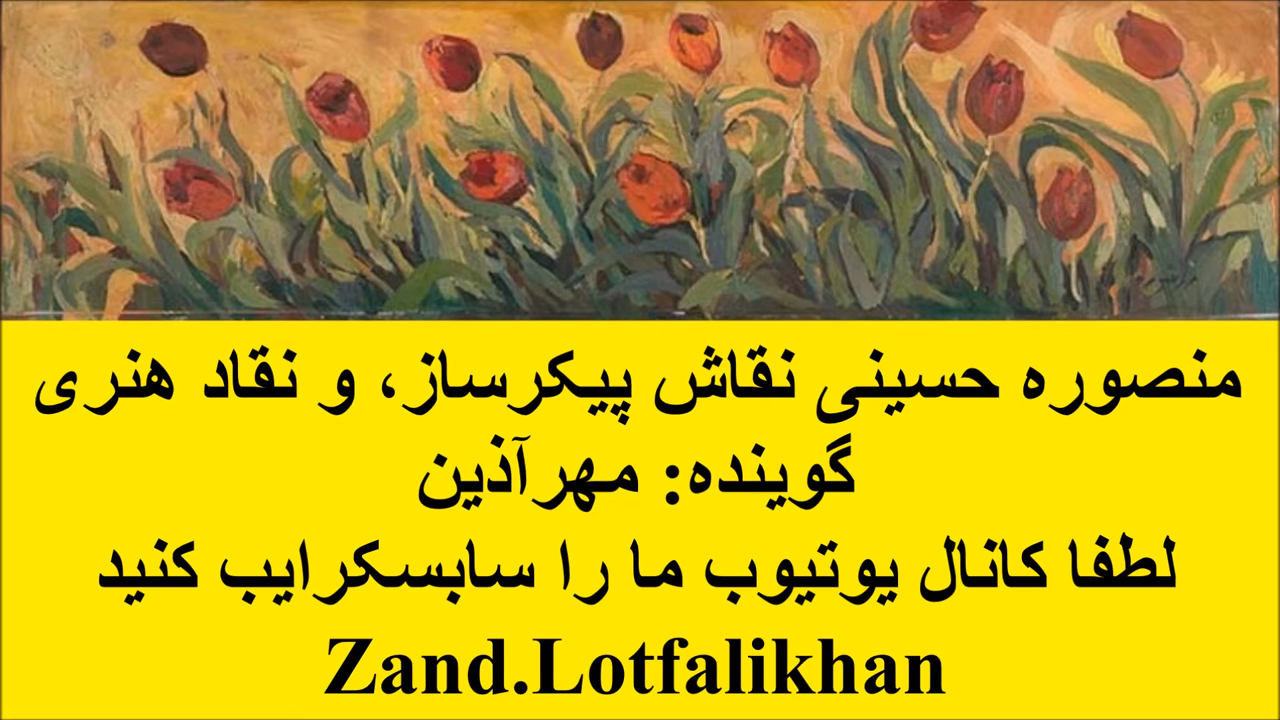 منصوره حسینی نقاش پیکرساز، و نقاد هنری
گوینده: مهرآذین
لطفا کانال یوتیوب ما را سابسکرایب کنید
Zand.Lotfalikhan